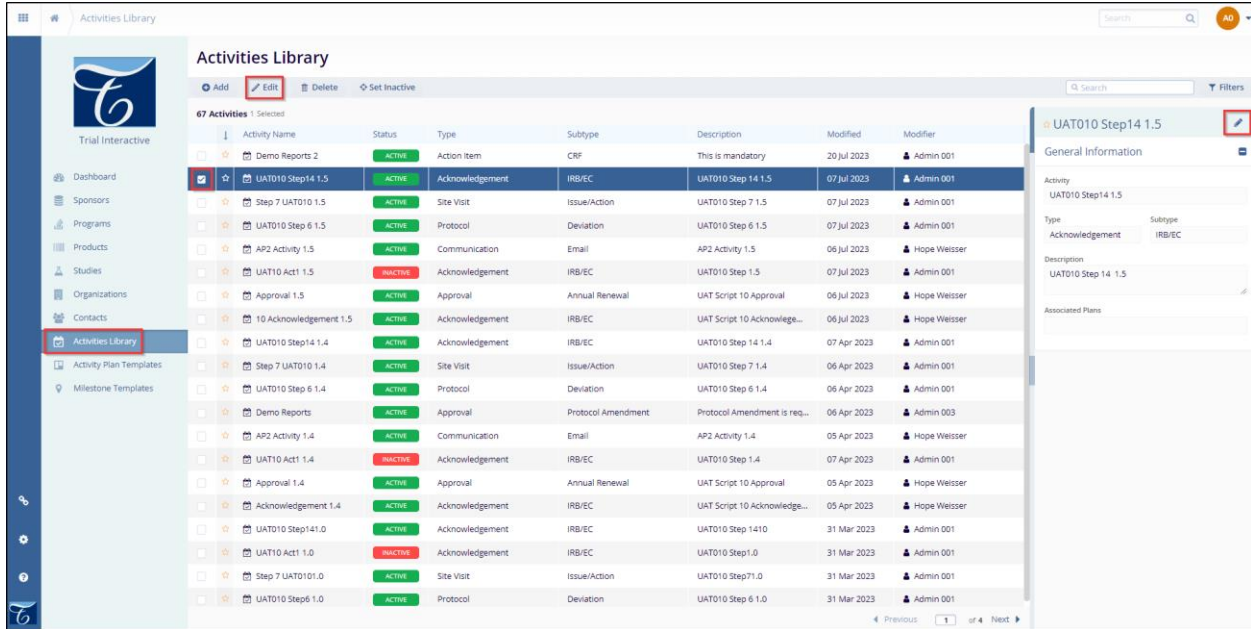 Activities Library Search AO
Trial Interactive
Dashboard
Sponsors
Programs
Products
Studies
Organizations
Contacts
Activities Library
Activity Plan Templates
Milestone Templates
Activities Library
Add Edit Delete Set Inactive Search Filters
67 Activities 1 Selected
Activity Name Status Type Subtype Description Modified Modifier
Demo Reports 2 ACTIVE Action Item CRF This is mandatory 20 Jul 2023 Admin 001
UAT010 Step14 1.5 ACTIVE Acknowledgement IRB/EC UAT010 Step 14 1.5 07 Jul 2023 Admin 001
Step 7 UAT010 1.5 ACTIVE Site Visit Issue/Action UAT010 Step 7 1.5 07 Jul 2023 Admin 001
UAT010 Step 6 1.5 ACTIVE Protocol Deviation UAT010 Step 6 1.5 07 Jul 2023 Admin 001
AP2 Activity 1.5 ACTIVE Communication Email AP2 Activity 1.5 06 Jul 2023 Hope Weisser
UAT10 Act1 1.5 INACTIVE Acknowledgement IRB/EC UAT010 Step 1.5 07 Jul 2023 Admin 001
Approval 1.5 ACTIVE Approval Annual Renewal UAT Script 10 Approval 06 Jul 2023 Hope Weisser
10 Acknowledgement 1.5 ACTIVE Acknowledgement IRB/EC UAT Script 10 Acknowlege... 06 Jul 2023 Hope Weisser
UAT010 Step14 1.4 ACTIVE Acknowledgement IRB/EC UAT010 Step 14 1.4 07 Apr 2023 Admin 001
Step 7 UAT010 1.4 ACTIVE Site Visit Issue/Action UAT010 Step 7 1.4 06 Apr 2023 Admin 001
UAT010 Step 6 1.4 ACTIVE Protocol Deviation UAT010 Step 6 1.4 06 Apr 2023 Admin 001
Demo Reports ACTIVE Approval Protocol Amendment Protocol Amendment is req... 06 Apr 2023 Admin 003
AP2 Activity 1.4 ACTIVE Communication Email AP2 Activity 1.4 05 Apr 2023 Hope Weisser
UAT10 Act1 1.4 INACTIVE Acknowledgement IRB/EC UAT010 Step 1.4 07 Apr 2023 Admin 001
Approval 1.4 ACTIVE Approval Annual Renewal UAT Script 10 Approval 05 Apr 2023 Hope Weisser
Acknowledgement 1.4 ACTIVE Acknowledgement IRB/EC UAT Script 10 Acknowledge... 05 Apr 2023 Hope Weisser
UAT010 Step141.0 ACTIVE Acknowledgement IRB/EC UAT010 Step 1410 31 Mar 2023 Admin 001
UAT10 Act1 1.0 INACTIVE Acknowledgement IRB/EC UAT010 Step1.0 31 Mar 2023 Admin 001
Step 7 UAT0101.0 ACTIVE Site Visit Issue/Action UAT010 Step71.0 31 Mar 2023 Admin 001
UAT010 Step6 1.0 ACTIVE Protocol Deviation UAT010 Step 6 1.0 31 Mar 2023 Admin 001
Previous 1 of 4 Next
UAT010 Step14 1.5
General Information
Activity
UAT010 Step14 1.5
Type Subtype
Acknowledgement IRB/EC
Description
UAT010 Step 14 1.5
Associated Plans